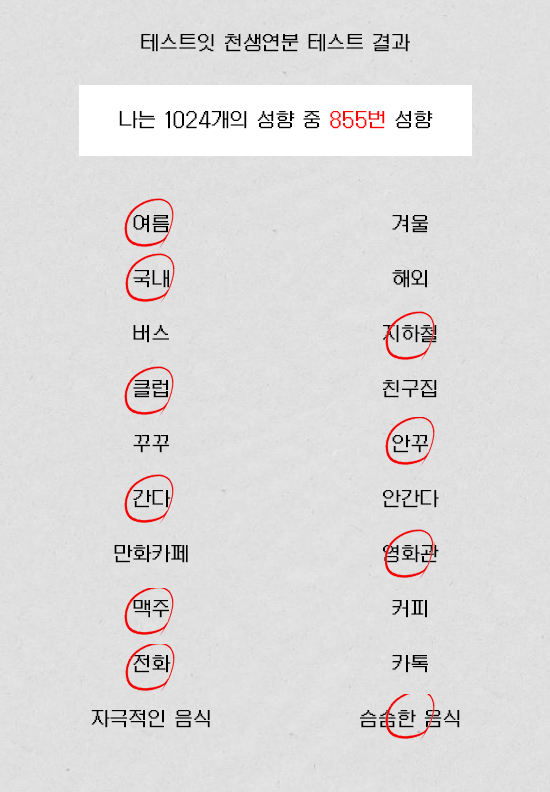 테스트잇 천생연분 테스트 결과
나는 1024개의 성향 중 855번 성향
여름 겨울
국내 해외
버스 지하철
클럽 친구집
꾸꾸 안꾸
간다 안간다
만화카페 영화관
맥주 커피
전화 카톡
자극적인 음식 슴슴한 음식